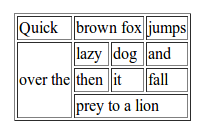 Quick brown fox jumps
lazy dog and
over the then it fall
prey to a lion